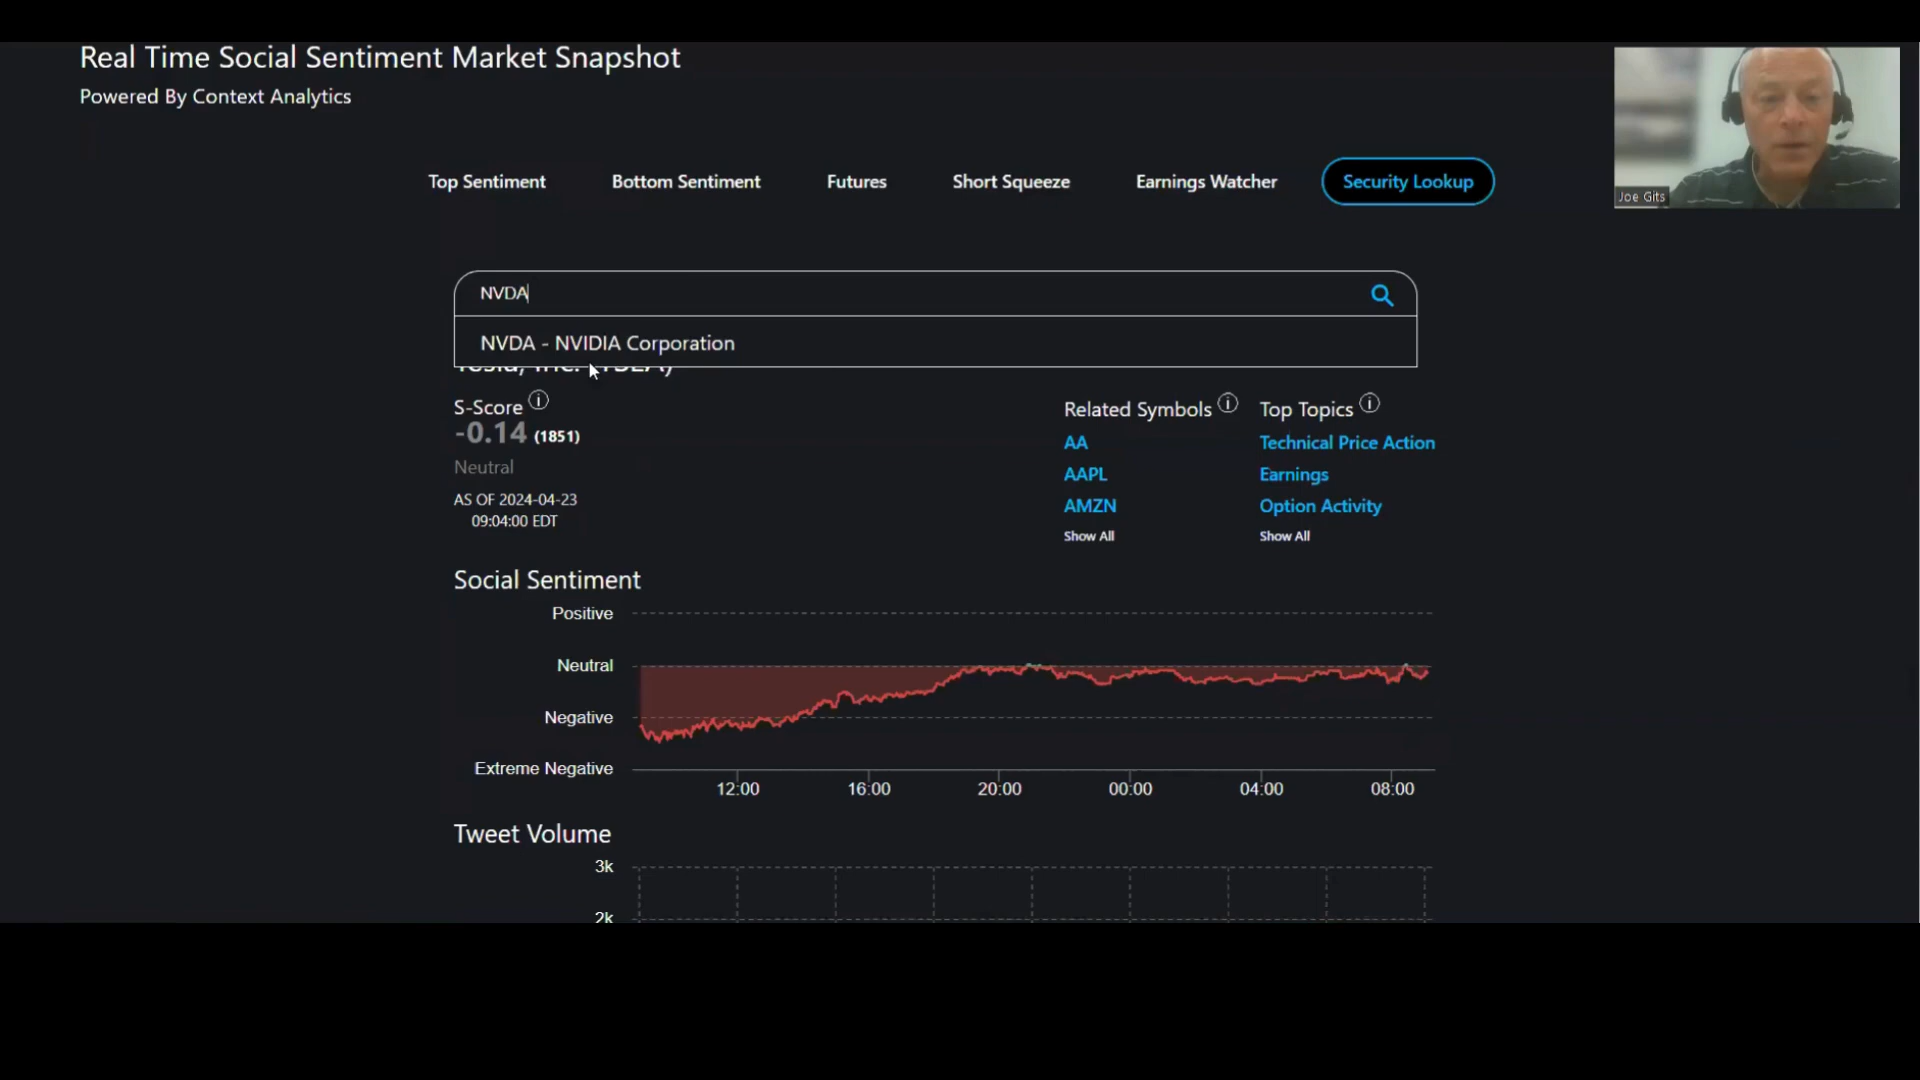 Real Time Social Sentiment Market Snapshot
Powered By Context Analytics
Joe Gits
Top Sentiment
Bottom Sentiment
Futures
Short Squeeze
Earnings Watcher
Security Lookup
NVDA
NVDA - NVIDIA Corporation
S-Score
-0.14 (1851)
Neutral
AS OF 2024-04-23
09:04:00 EDT
Related Symbols
AA
AAPL
AMZN
Show All
Top Topics
Technical Price Action
Earnings
Option Activity
Show All
Social Sentiment
Positive
Neutral
Negative
Extreme Negative
12:00
16:00
20:00
00:00
04:00
08:00
Tweet Volume
3k
2k